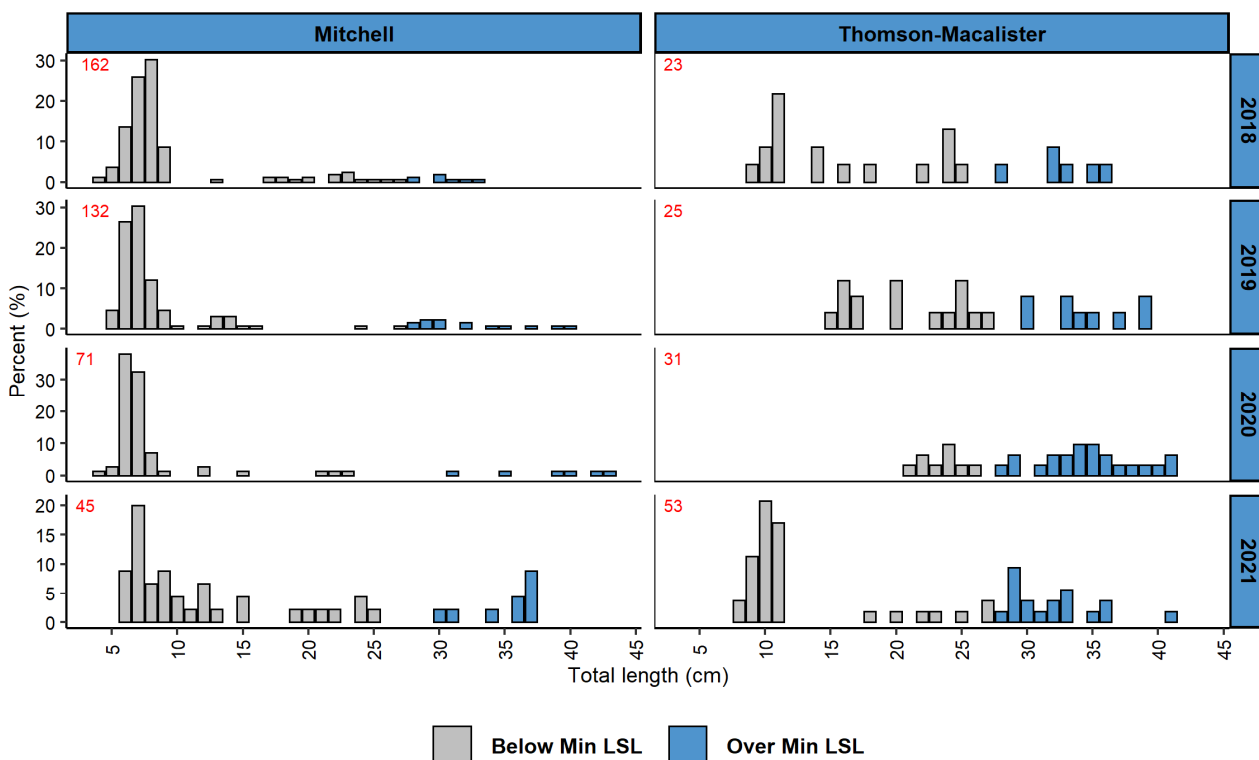 Mitchell Thomson-Macalister
162 23 2018
30
20
10
0
132 25 2019
30
20
10
0
71 31 2020
30
20
10
0
45 53 2021
20
15
10
5
0
Percent (%)
5 10 15 20 25 30 35 40 45 5 10 15 20 25 30 35 40 45
Total length (cm)
Below Min LSL Over Min LSL